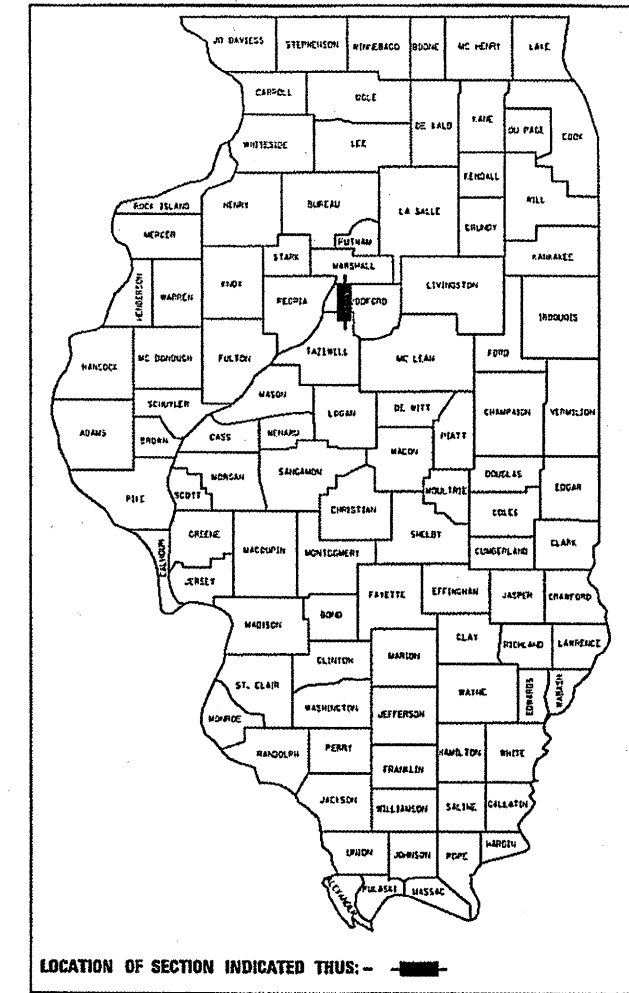 JO DAVIESS STEPHENSON WINNEBAGO BOONE MC HENRY LAKE
CARROLL OGLE DE KALB KANE DU PAGE COOK
WHITESIDE LEE KENDALL WILL
ROCK ISLAND HENRY BUREAU LA SALLE GRUNDY
MERCER PUTNAM KANKAKEE
STARK MARSHALL
HENDERSON WARREN KNOX PEORIA ODFORD LIVINGSTON IROQUOIS
HANCOCK MC DONOUGH FULTON TAZEWELL MC LEAN FORD
MASON
SCHUYLER LOGAN DE WITT PIATT CHAMPAIGN VERMILION
ADAMS BROWN CASS MENARD MACON
MORGAN SANGAMON DOUGLAS EDGAR
PIKE SCOTT CHRISTIAN MOULTRIE COLES
GREENE MACOUPIN MONTGOMERY SHELBY CUMBERLAND CLARK
CALHOUN JERSEY FAYETTE EFFINGHAM JASPER CRAWFORD
MADISON BOND
CLINTON MARION CLAY RICHLAND LAWRENCE
ST. CLAIR WAYNE EDWARDS WABASH
MONROE WASHINGTON JEFFERSON
RANDOLPH PERRY HAMILTON WHITE
FRANKLIN
JACKSON WILLIAMSON SALINE GALLATIN
UNION JOHNSON POPE HARDIN
ALEXANDER PULASKI MASSAC
LOCATION OF SECTION INDICATED THUS:-